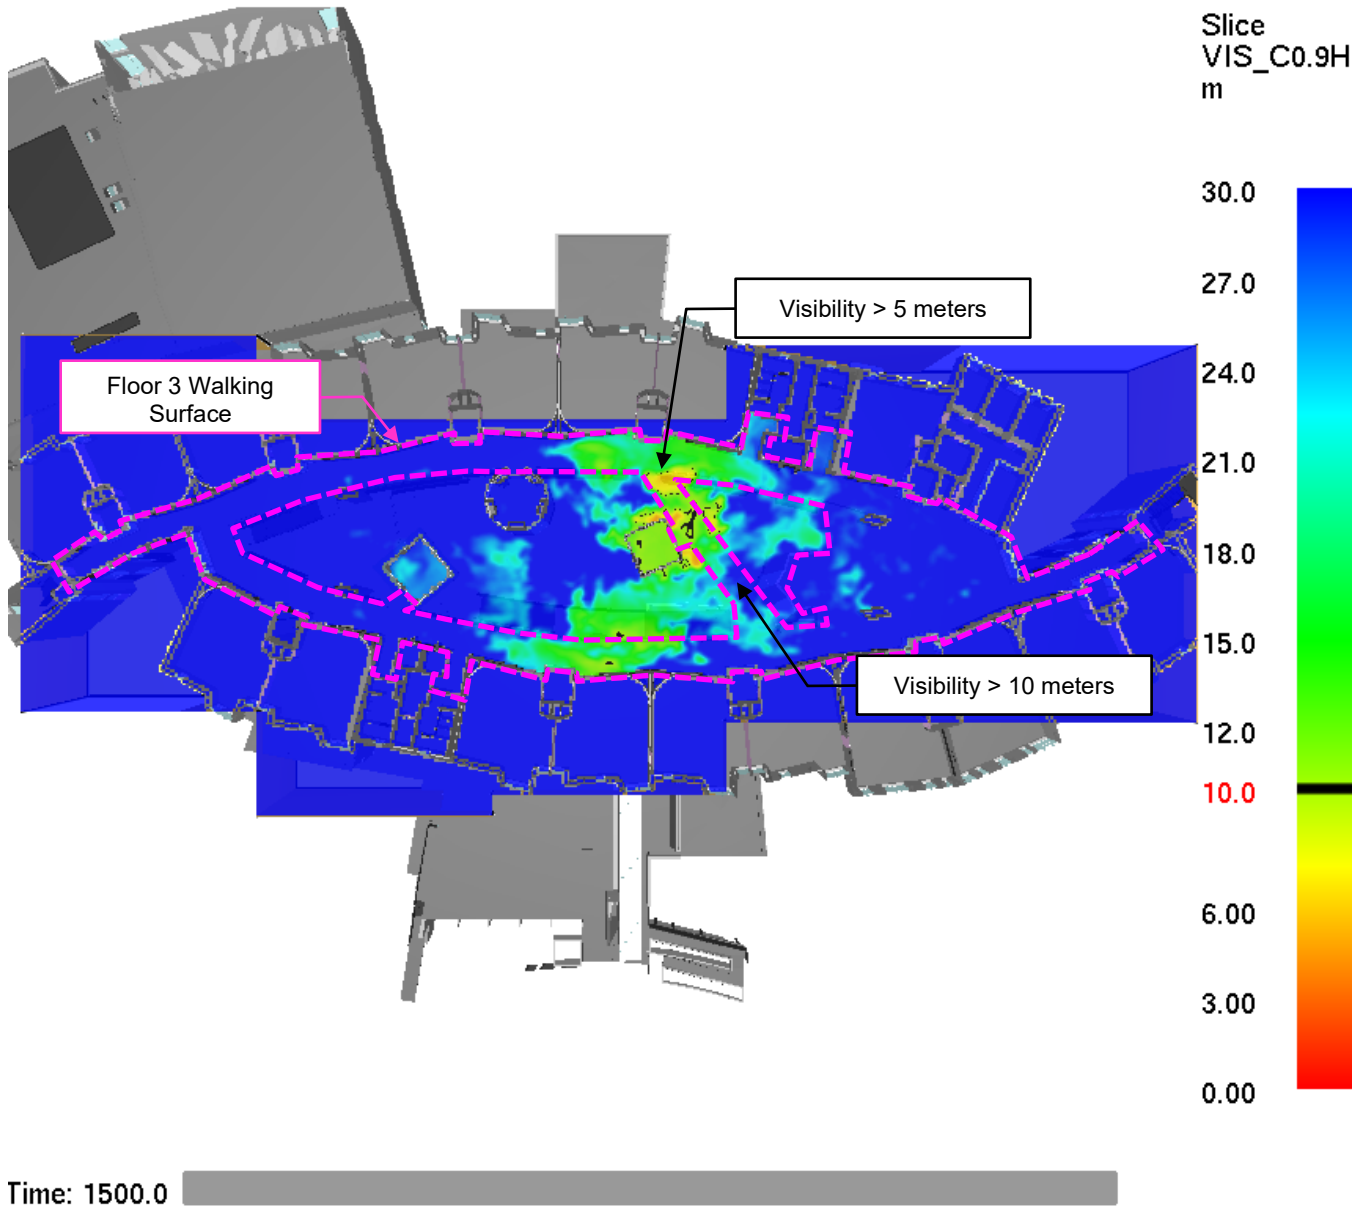 Slice
VIS_C0.9H
m
30.0
27.0
24.0
21.0
18.0
15.0
12.0
10.0
6.00
3.00
0.00
Visibility > 5 meters
Floor 3 Walking
Surface
Visibility > 10 meters
Time: 1500.0